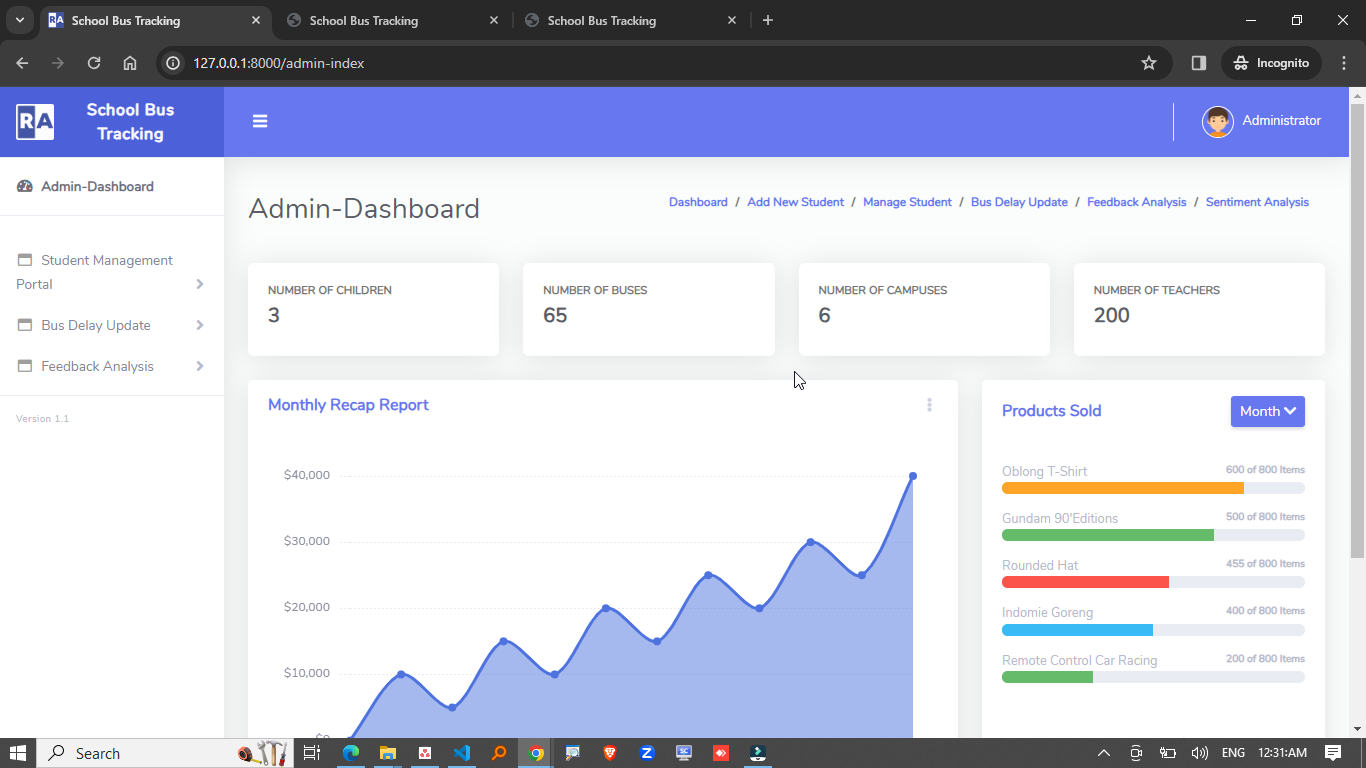 School Bus Tracking
School Bus Tracking
School Bus Tracking
127.0.0.1:8000/admin-index
Incognito
RA
School Bus
Tracking
Administrator
Admin-Dashboard
Student Management
Portal
Bus Delay Update
Feedback Analysis
Version 1.1
Admin-Dashboard
Dashboard / Add New Student / Manage Student / Bus Delay Update / Feedback Analysis / Sentiment Analysis
NUMBER OF CHILDREN
3
NUMBER OF BUSES
65
NUMBER OF CAMPUSES
6
NUMBER OF TEACHERS
200
Monthly Recap Report
$40,000
$30,000
$20,000
$10,000
Products Sold
Month
Oblong T-Shirt
600 of 800 Items
Gundam 90'Editions
500 of 800 Items
Rounded Hat
455 of 800 Items
Indomie Goreng
400 of 800 Items
Remote Control Car Racing
200 of 800 Items
Search
ENG
12:31:AM